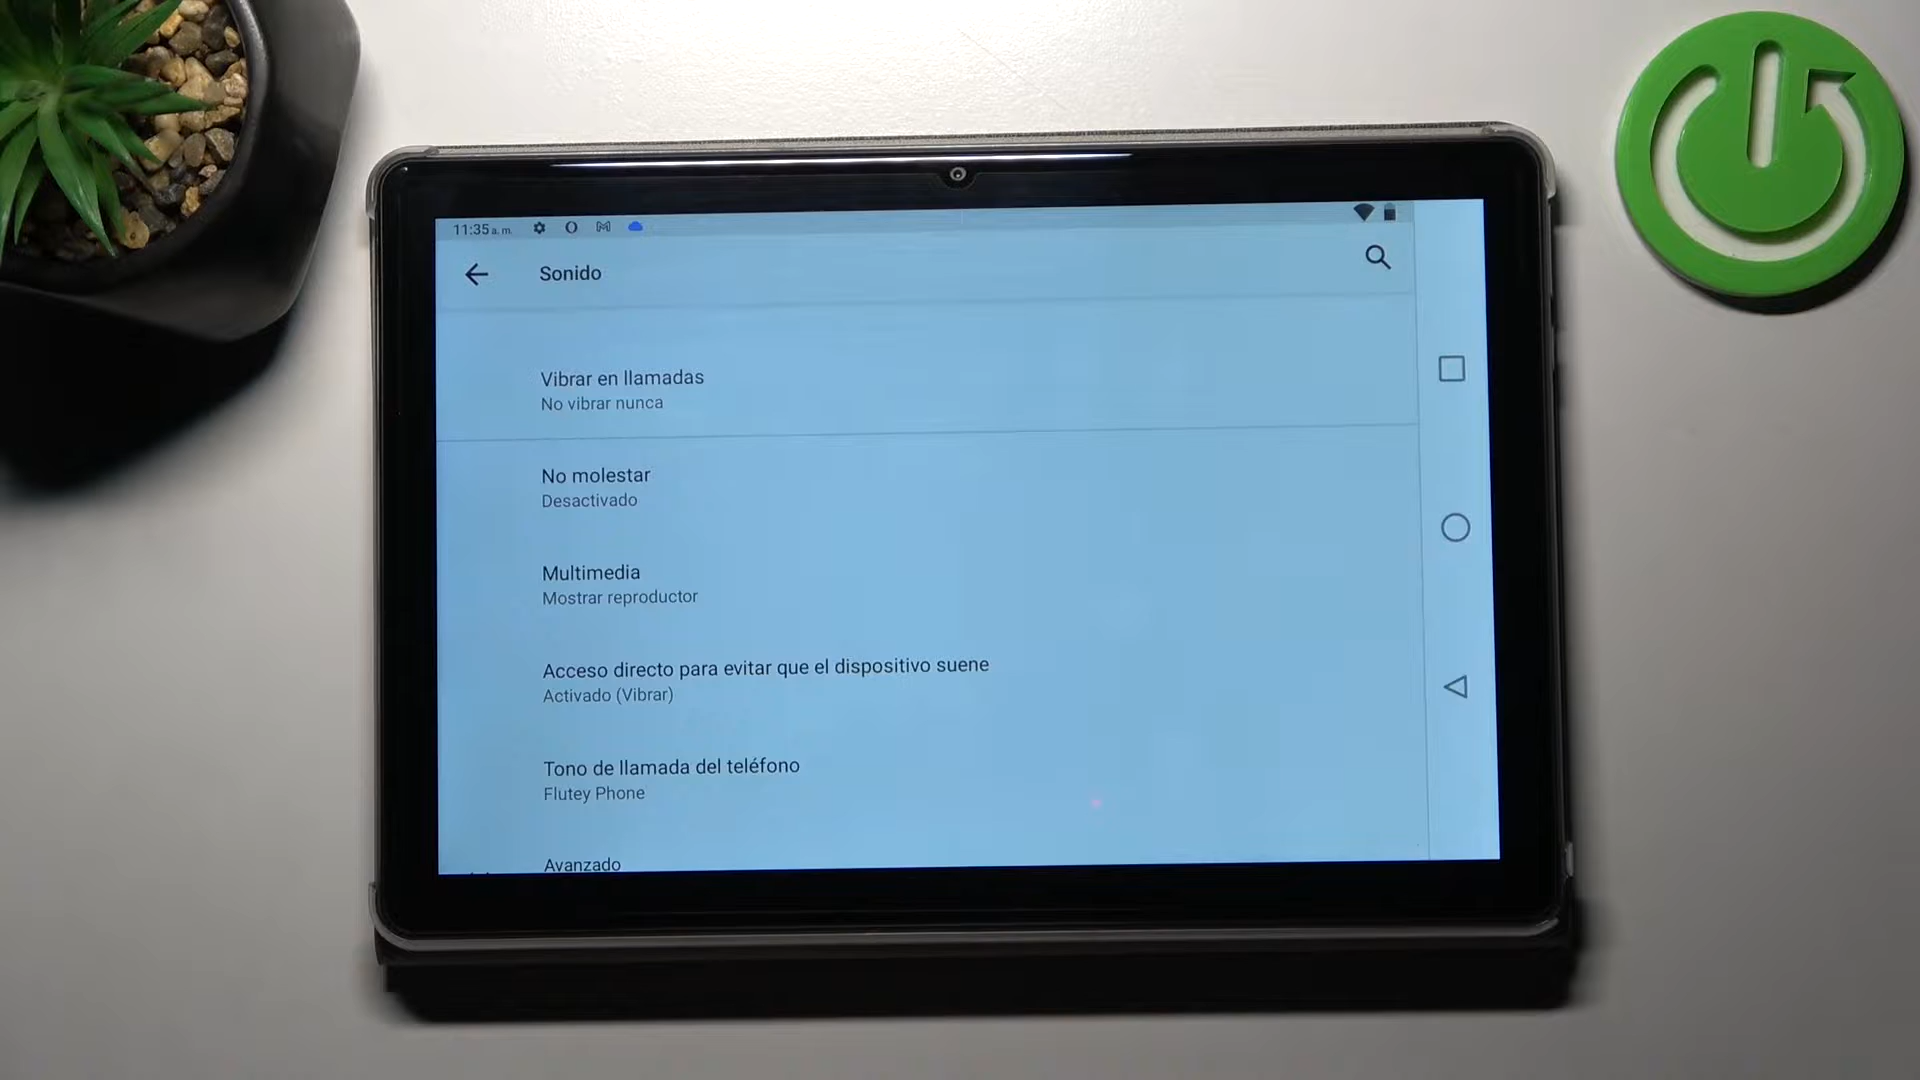 11:35 a. m.
Sonido
Vibrar en llamadas
No vibrar nunca
No molestar
Desactivado
Multimedia
Mostrar reproductor
Acceso directo para evitar que el dispositivo suene
Activado (Vibrar)
Tono de llamada del teléfono
Flutey Phone
Avanzado